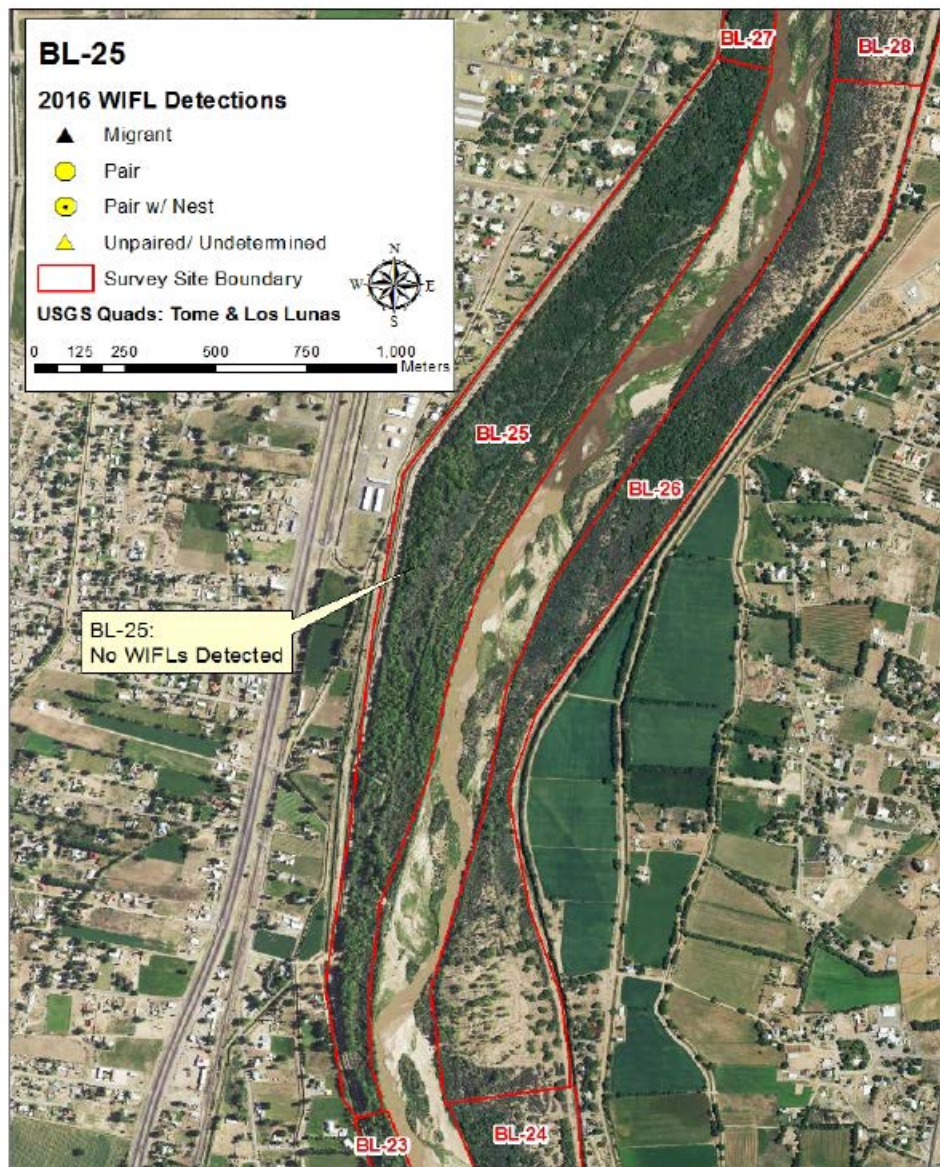 BL-25
2016 WIFL Detections
Migrant
Pair
Pair w/ Nest
Unpaired/ Undetermined
Survey Site Boundary
N
W E
S
USGS Quads: Tome & Los Lunas
0 125 250 500 750 1,000
Meters
BL-27
BL-28
BL-25
BL-26
BL-25:
No WIFLs Detected
BL-23
BL-24